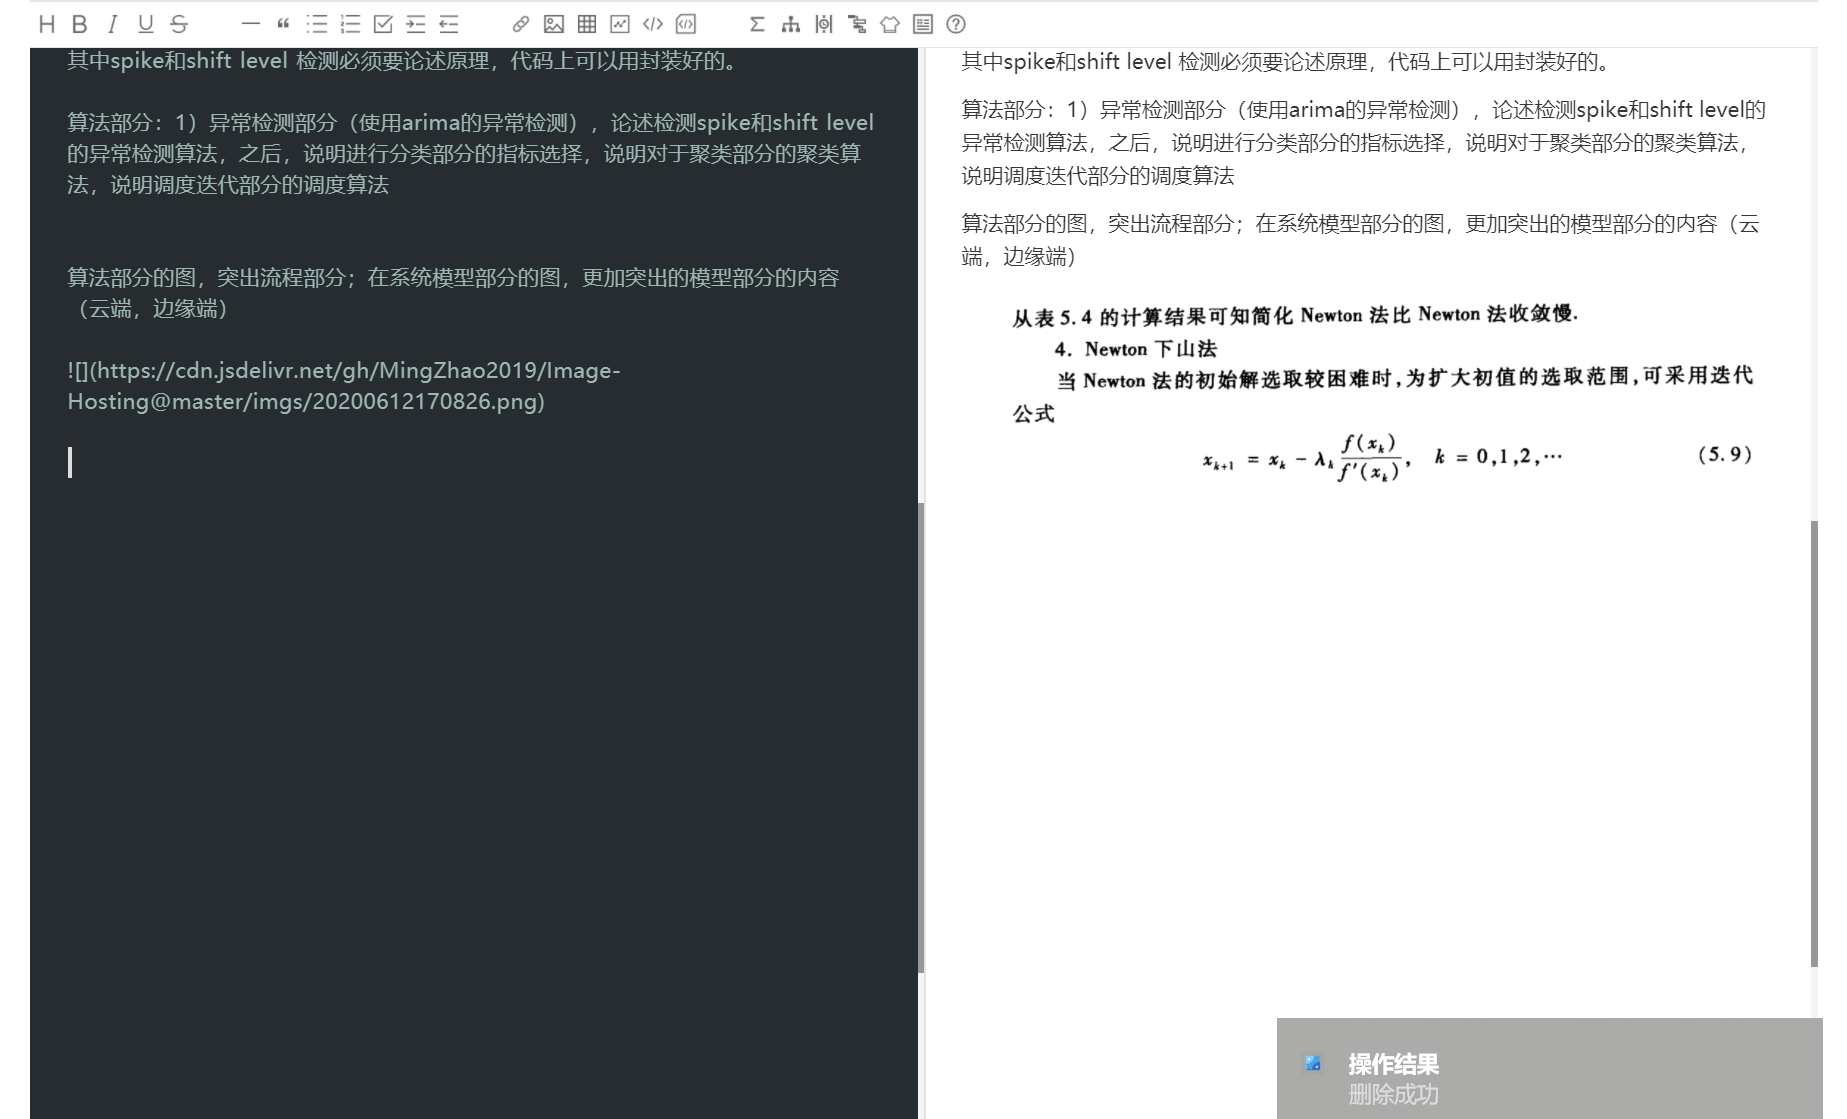 其中spike和shift level 检测必须要论述原理，代码上可以用封装好的。
算法部分：1）异常检测部分（使用arima的异常检测），论述检测spike和shift level
的异常检测算法，之后，说明进行分类部分的指标选择，说明对于聚类部分的聚类算
法，说明调度迭代部分的调度算法
算法部分的图，突出流程部分；在系统模型部分的图，更加突出的模型部分的内容
（云端，边缘端）
![](https://cdn.jsdelivr.net/gh/MingZhao2019/Image-
Hosting@master/imgs/20200612170826.png)
其中spike和shift level 检测必须要论述原理，代码上可以用封装好的。
算法部分：1）异常检测部分（使用arima的异常检测），论述检测spike和shift level的
异常检测算法，之后，说明进行分类部分的指标选择，说明对于聚类部分的聚类算法，
说明调度迭代部分的调度算法
算法部分的图，突出流程部分；在系统模型部分的图，更加突出的模型部分的内容（云
端，边缘端）
从表 5.4 的计算结果可知简化 Newton 法比 Newton 法收敛慢.
4. Newton 下山法
当 Newton 法的初始解选取较困难时,为扩大初值的选取范围,可采用迭代
公式
x_{k+1} = x_k − λ_k f(x_k)/f′(x_k), k = 0,1,2,⋯ (5.9)
操作结果
删除成功